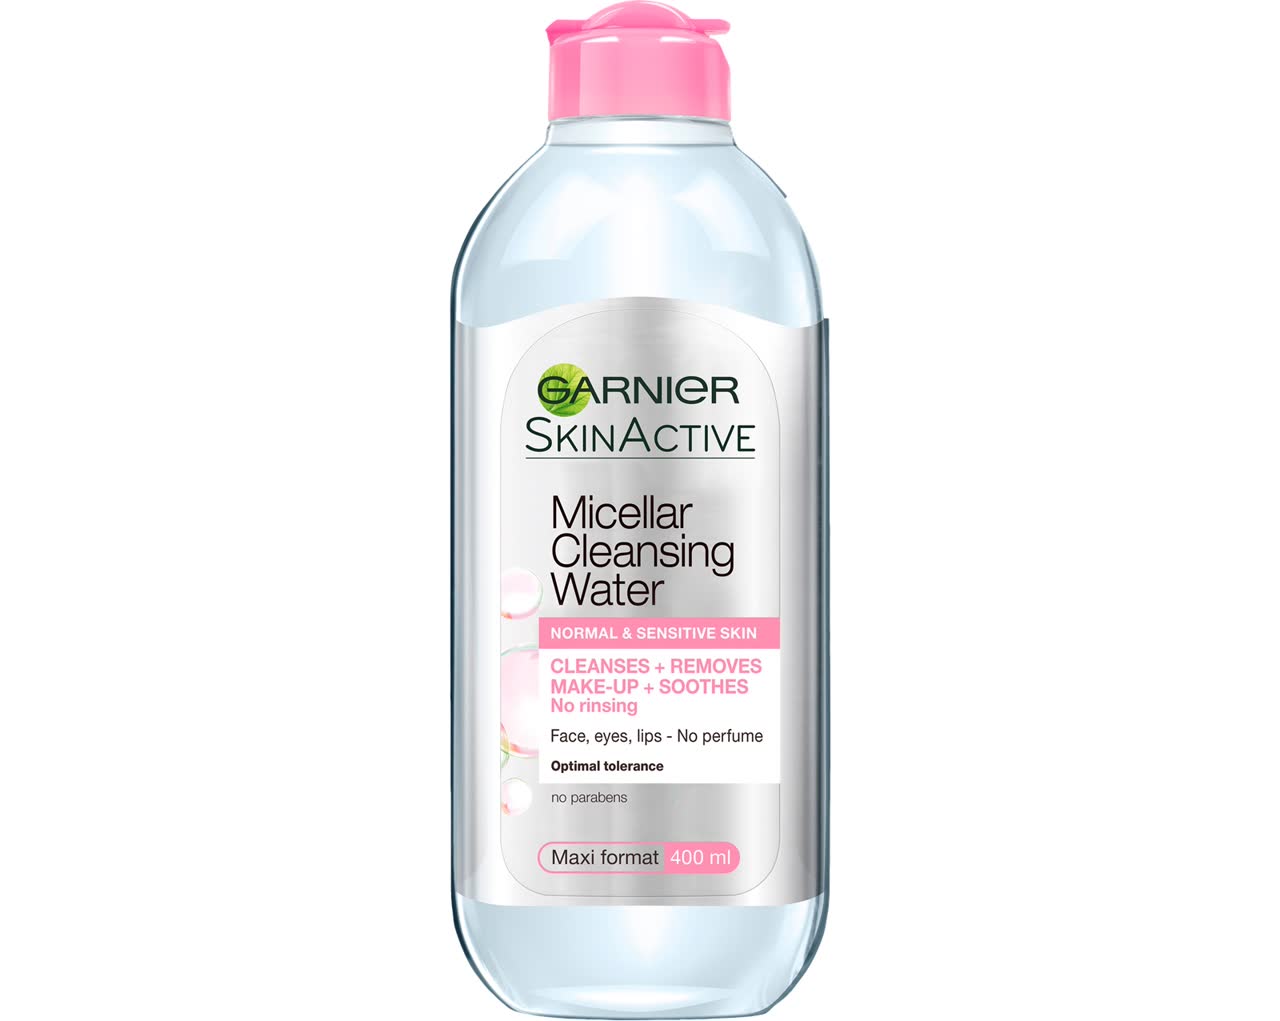 GARNIER
SKINACTIVE
Micellar
Cleansing
Water
NORMAL & SENSITIVE SKIN
CLEANSES + REMOVES
MAKE-UP + SOOTHES
No rinsing
Face, eyes, lips - No perfume
Optimal tolerance
no parabens
Maxi format 400 ml